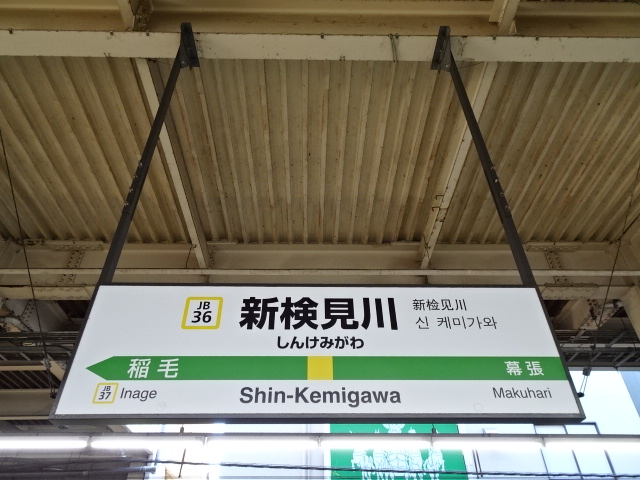 JB
36
新検見川
しんけみがわ
新检见川
신 케미가와
稲毛
幕張
JB
37
Inage
Shin-Kemigawa
Makuhari